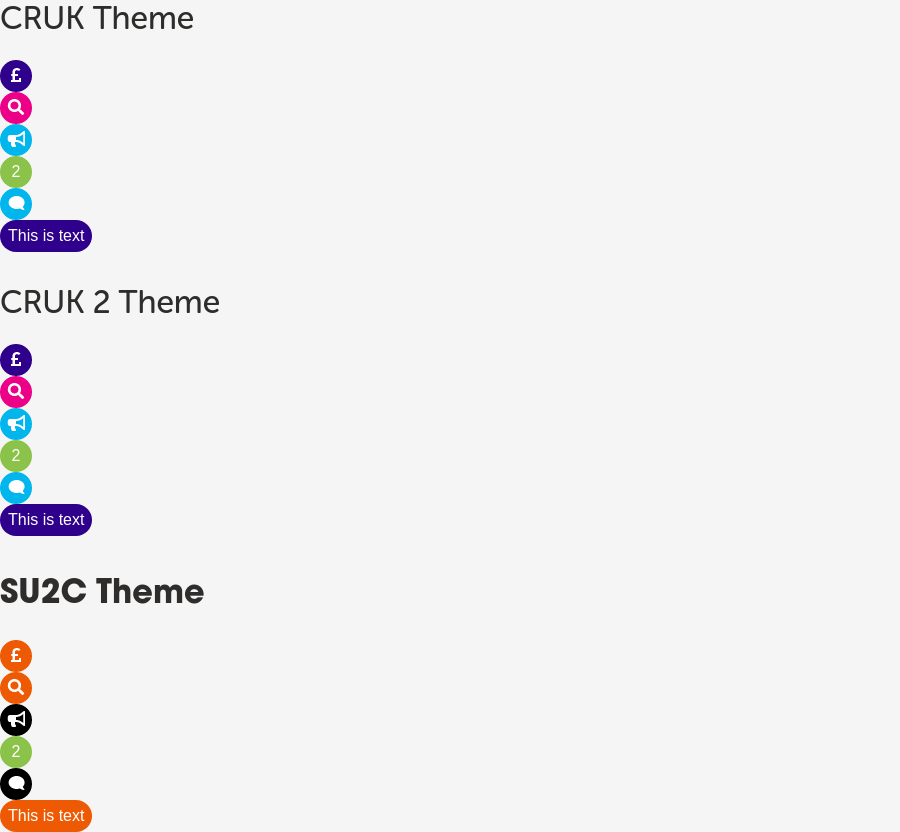 CRUK Theme
£
2
This is text
CRUK 2 Theme
£
2
This is text
SU2C Theme
£
2
This is text